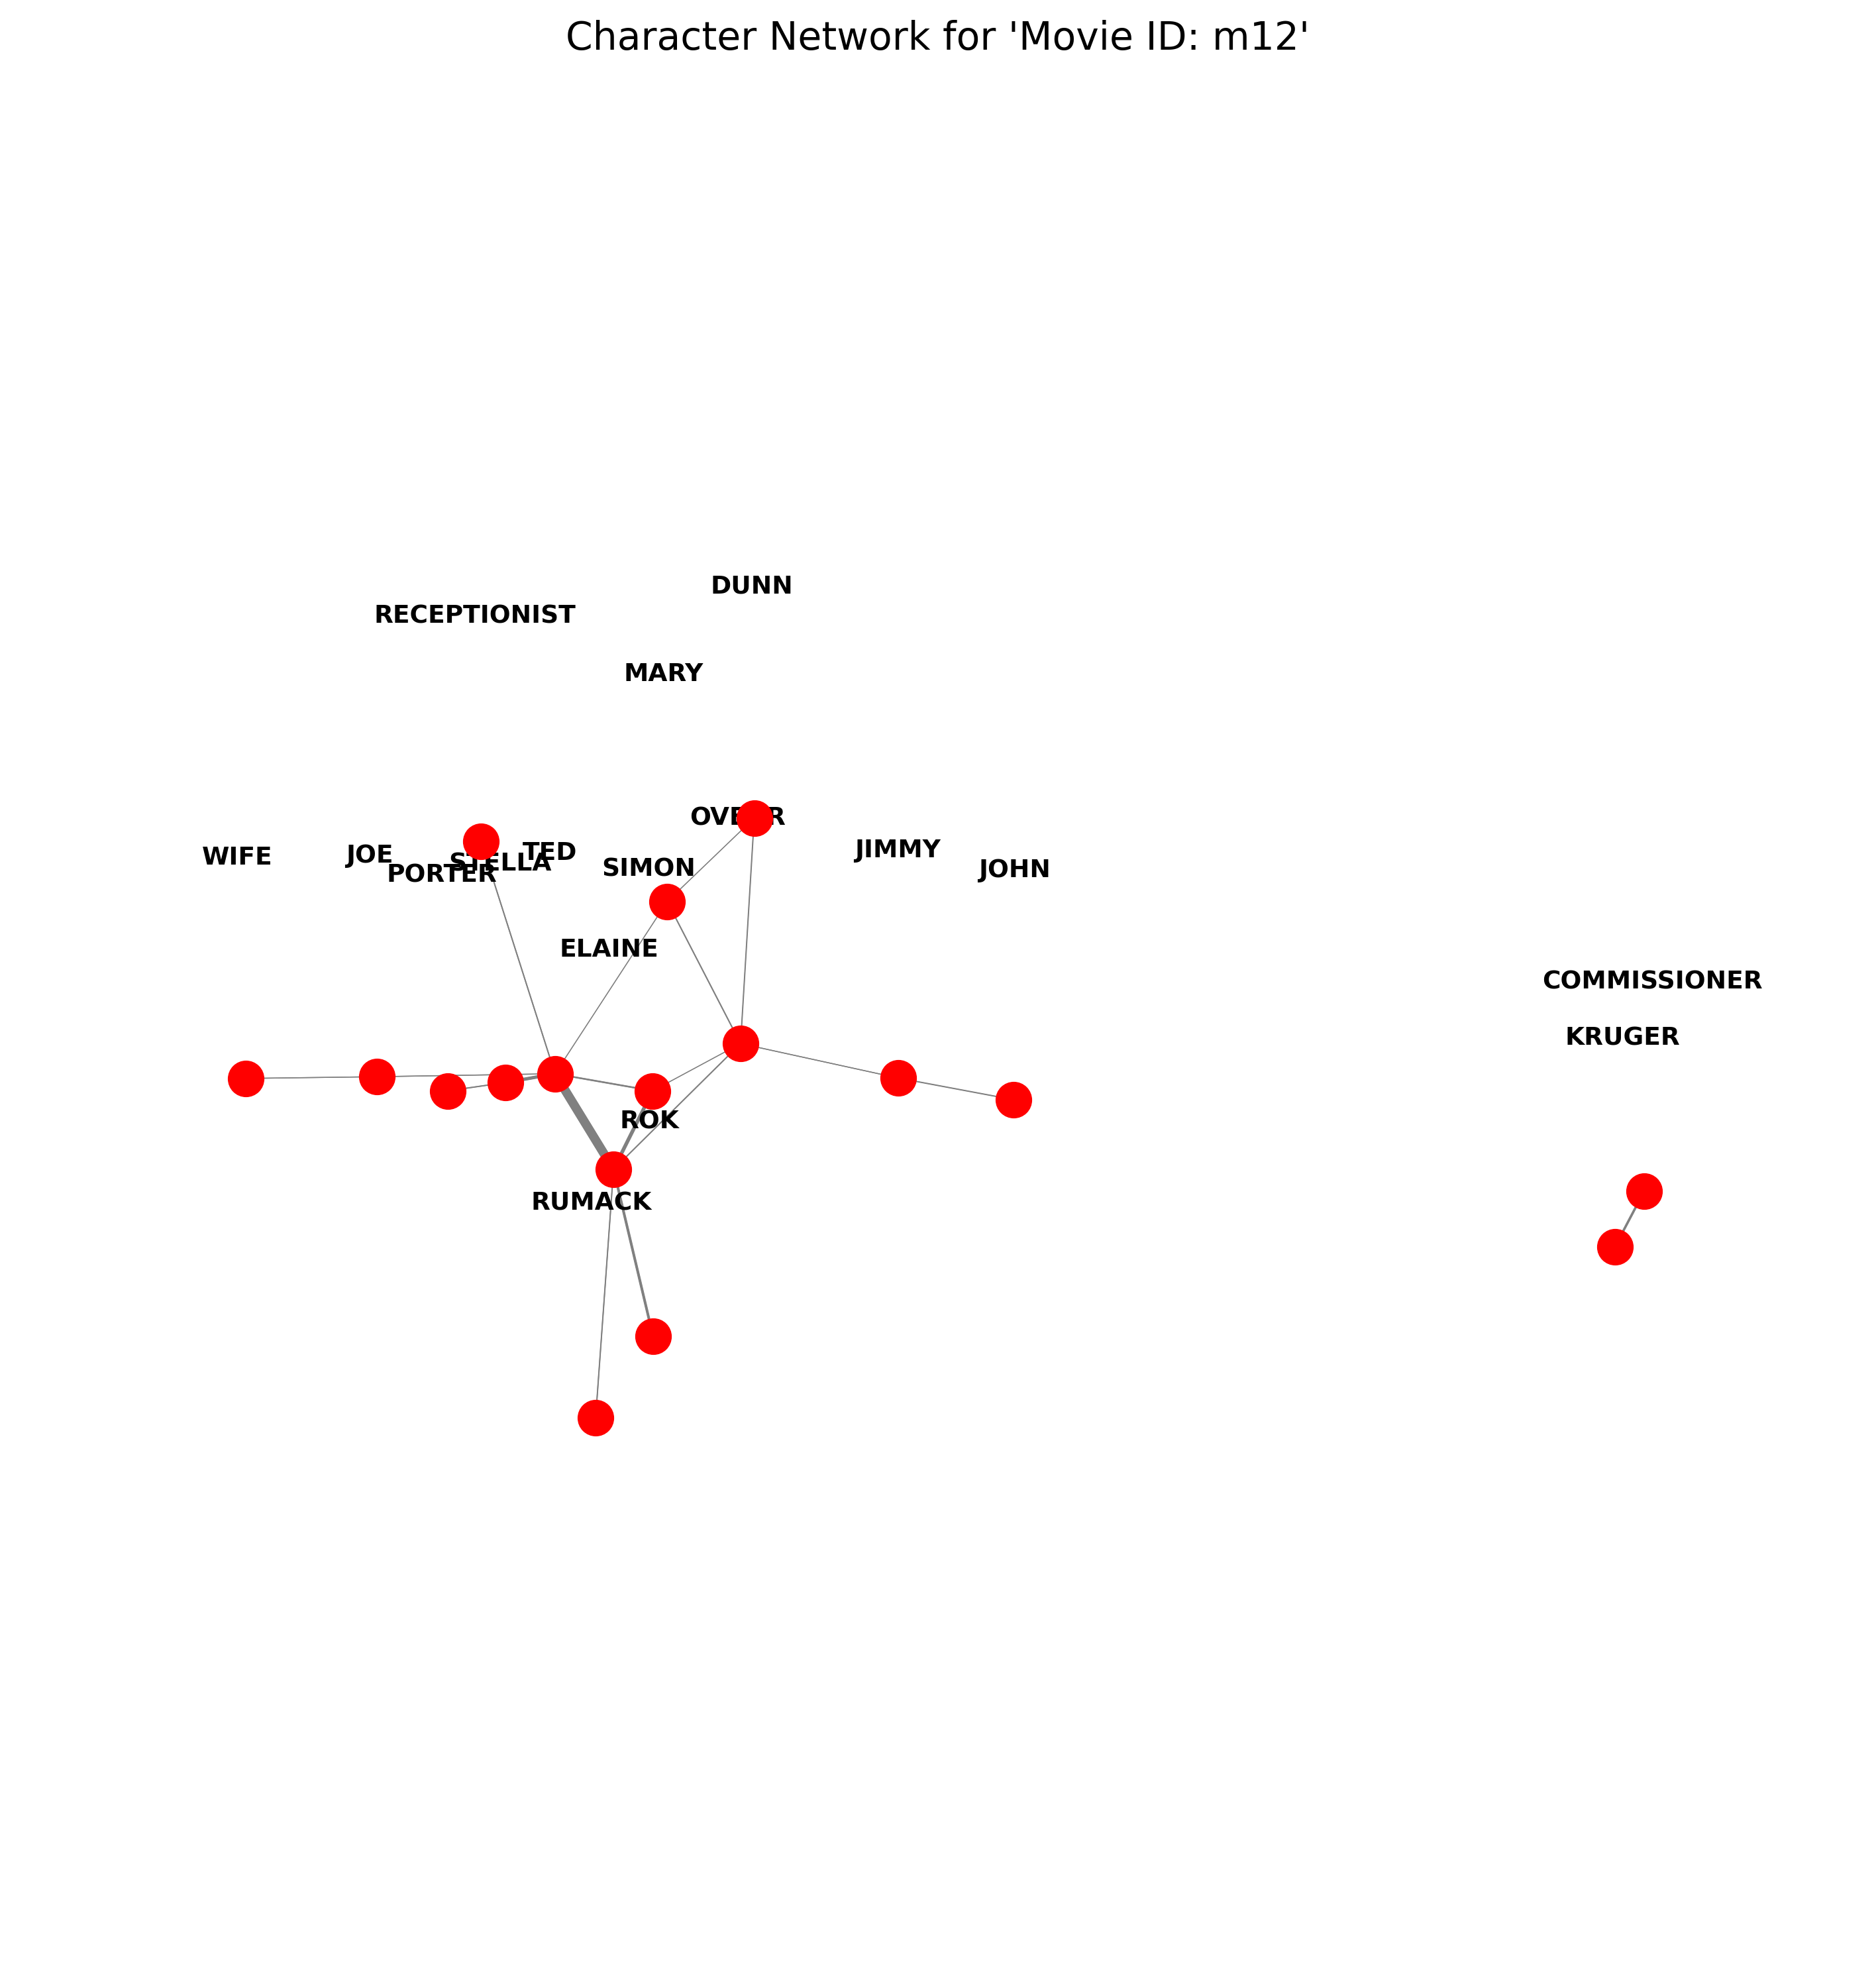 Character Network for 'Movie ID: m12'
DUNN
RECEPTIONIST
MARY
OVEUR
JIMMY
TED
JOE
WIFE
STELLA
SIMON
JOHN
PORTER
ELAINE
COMMISSIONER
KRUGER
ROK
RUMACK